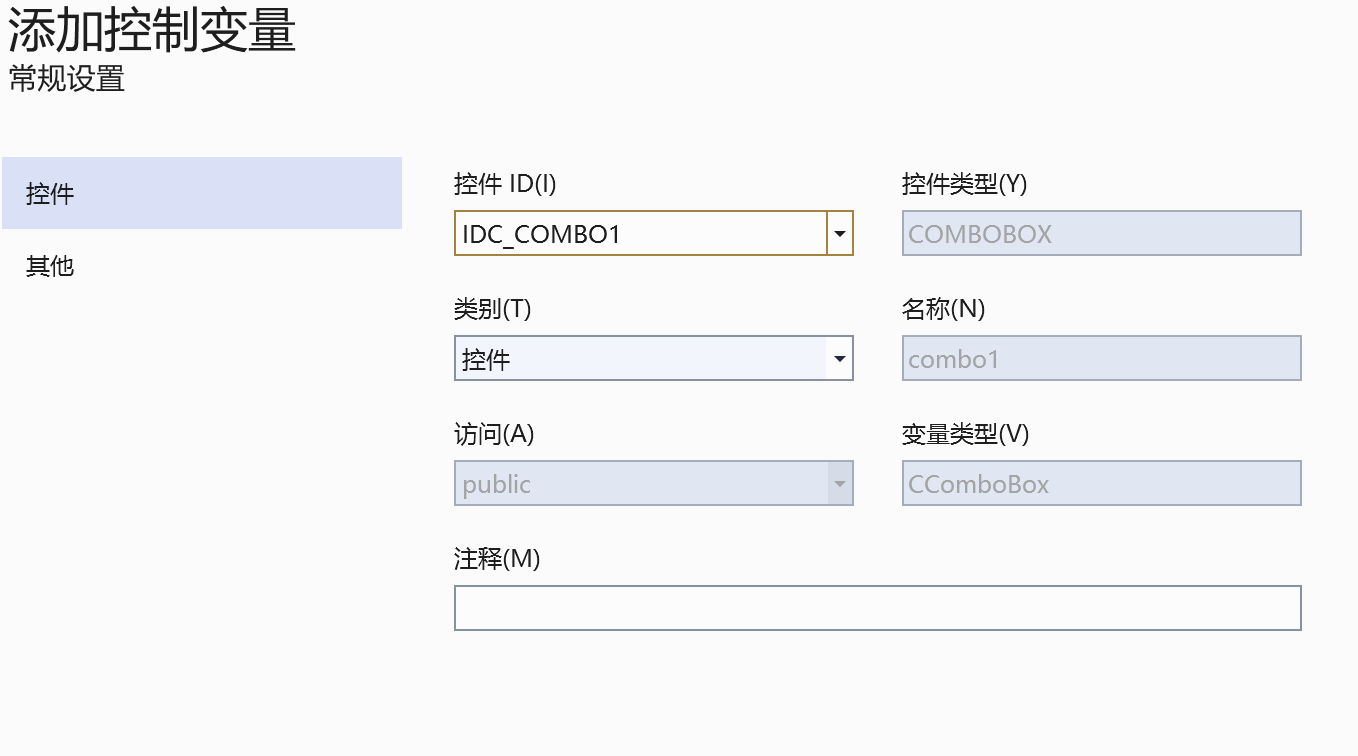 添加控制变量
常规设置
控件
其他
控件 ID(I)
控件类型(Y)
IDC_COMBO1
COMBOBOX
类别(T)
名称(N)
控件
combo1
访问(A)
变量类型(V)
public
CComboBox
注释(M)